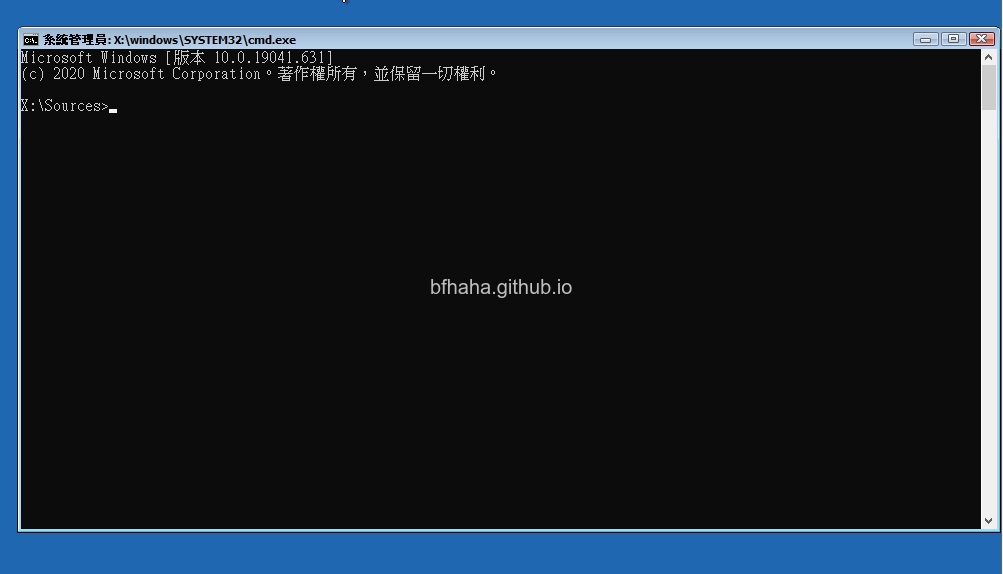 系統管理員: X:\windows\SYSTEM32\cmd.exe
Microsoft Windows [版本 10.0.19041.631]
(c) 2020 Microsoft Corporation。著作權所有，並保留一切權利。
X:\Sources>
bfhaha.github.io